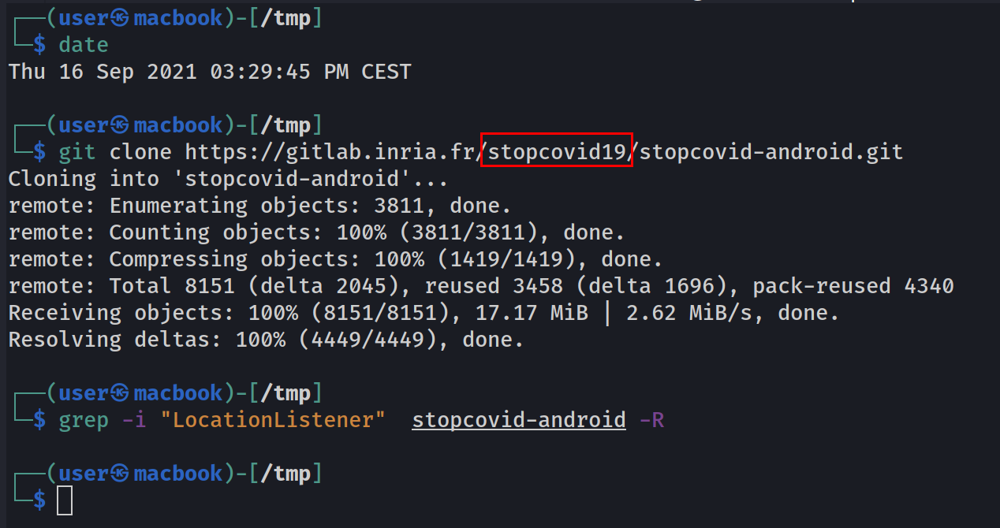 ┌──(user㉿macbook)-[/tmp]
└─$ date
Thu 16 Sep 2021 03:29:45 PM CEST
┌──(user㉿macbook)-[/tmp]
└─$ git clone https://gitlab.inria.fr/stopcovid19/stopcovid-android.git
Cloning into 'stopcovid-android'...
remote: Enumerating objects: 3811, done.
remote: Counting objects: 100% (3811/3811), done.
remote: Compressing objects: 100% (1419/1419), done.
remote: Total 8151 (delta 2045), reused 3458 (delta 1696), pack-reused 4340
Receiving objects: 100% (8151/8151), 17.17 MiB | 2.62 MiB/s, done.
Resolving deltas: 100% (4449/4449), done.
┌──(user㉿macbook)-[/tmp]
└─$ grep -i "LocationListener"  stopcovid-android -R
┌──(user㉿macbook)-[/tmp]
└─$